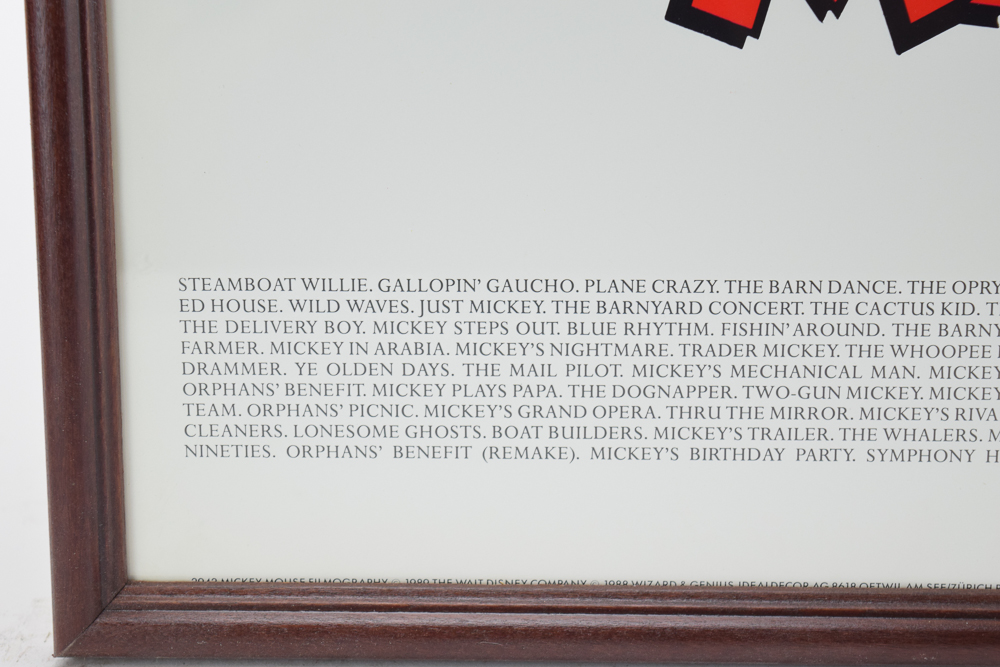 STEAMBOAT WILLIE. GALLOPIN' GAUCHO. PLANE CRAZY. THE BARN DANCE. THE OPRY
ED HOUSE. WILD WAVES. JUST MICKEY. THE BARNYARD CONCERT. THE CACTUS KID. T
THE DELIVERY BOY. MICKEY STEPS OUT. BLUE RHYTHM. FISHIN' AROUND. THE BARNY
FARMER. MICKEY IN ARABIA. MICKEY'S NIGHTMARE. TRADER MICKEY. THE WHOOPEE
DRAMMER. YE OLDEN DAYS. THE MAIL PILOT. MICKEY'S MECHANICAL MAN. MICKEY
ORPHANS' BENEFIT. MICKEY PLAYS PAPA. THE DOGNAPPER. TWO-GUN MICKEY. MICKEY
TEAM. ORPHANS' PICNIC. MICKEY'S GRAND OPERA. THRU THE MIRROR. MICKEY'S RIVA
CLEANERS. LONESOME GHOSTS. BOAT BUILDERS. MICKEY'S TRAILER. THE WHALERS. M
NINETIES. ORPHANS' BENEFIT (REMAKE). MICKEY'S BIRTHDAY PARTY. SYMPHONY H
MICKEY MOUSE FILMOGRAPHY © 1989 THE WALT DISNEY COMPANY © 1988 WIZARD & GENIUS, IDEALDECOR AG 8618 OETWIL AM SEE/ZÜRICH